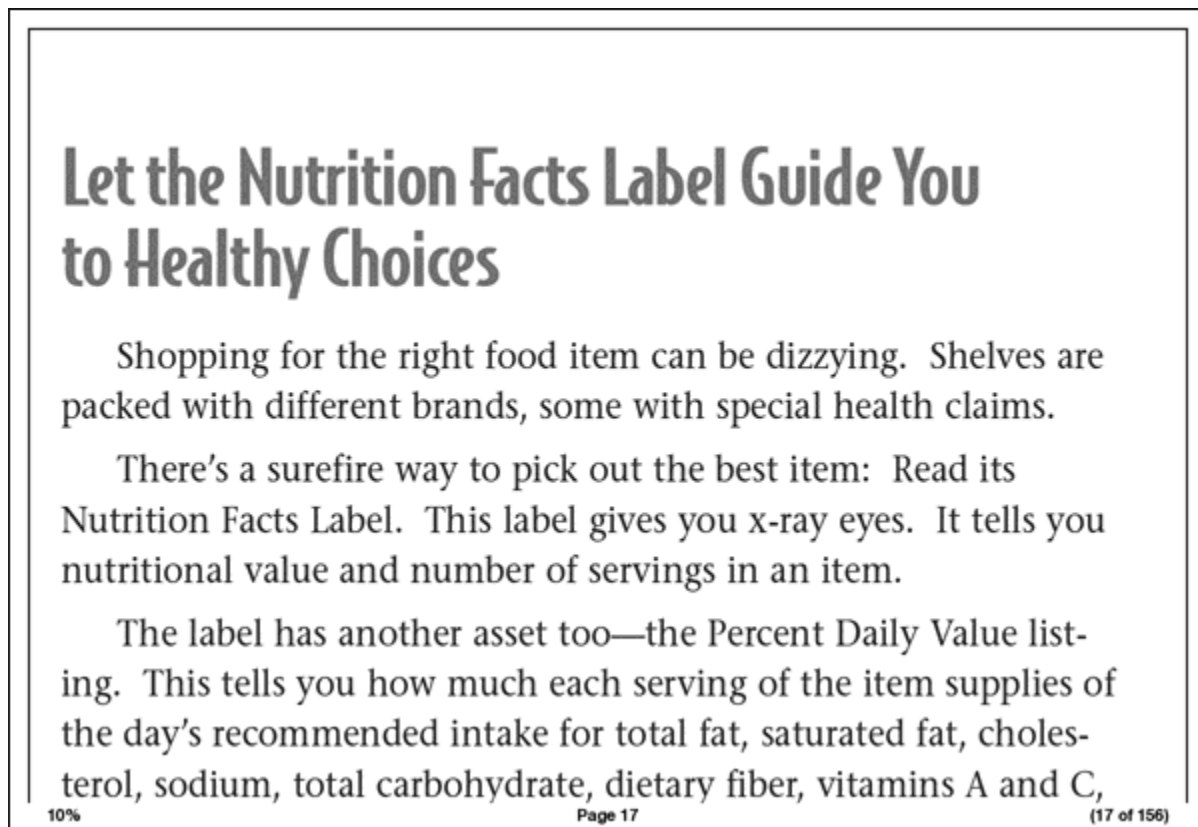 Let the Nutrition Facts Label Guide You
to Healthy Choices
Shopping for the right food item can be dizzying.  Shelves are
packed with different brands, some with special health claims.
There’s a surefire way to pick out the best item:  Read its
Nutrition Facts Label.  This label gives you x-ray eyes.  It tells you
nutritional value and number of servings in an item.
The label has another asset too—the Percent Daily Value list-
ing.  This tells you how much each serving of the item supplies of
the day’s recommended intake for total fat, saturated fat, choles-
terol, sodium, total carbohydrate, dietary fiber, vitamins A and C,
10% Page 17 (17 of 156)